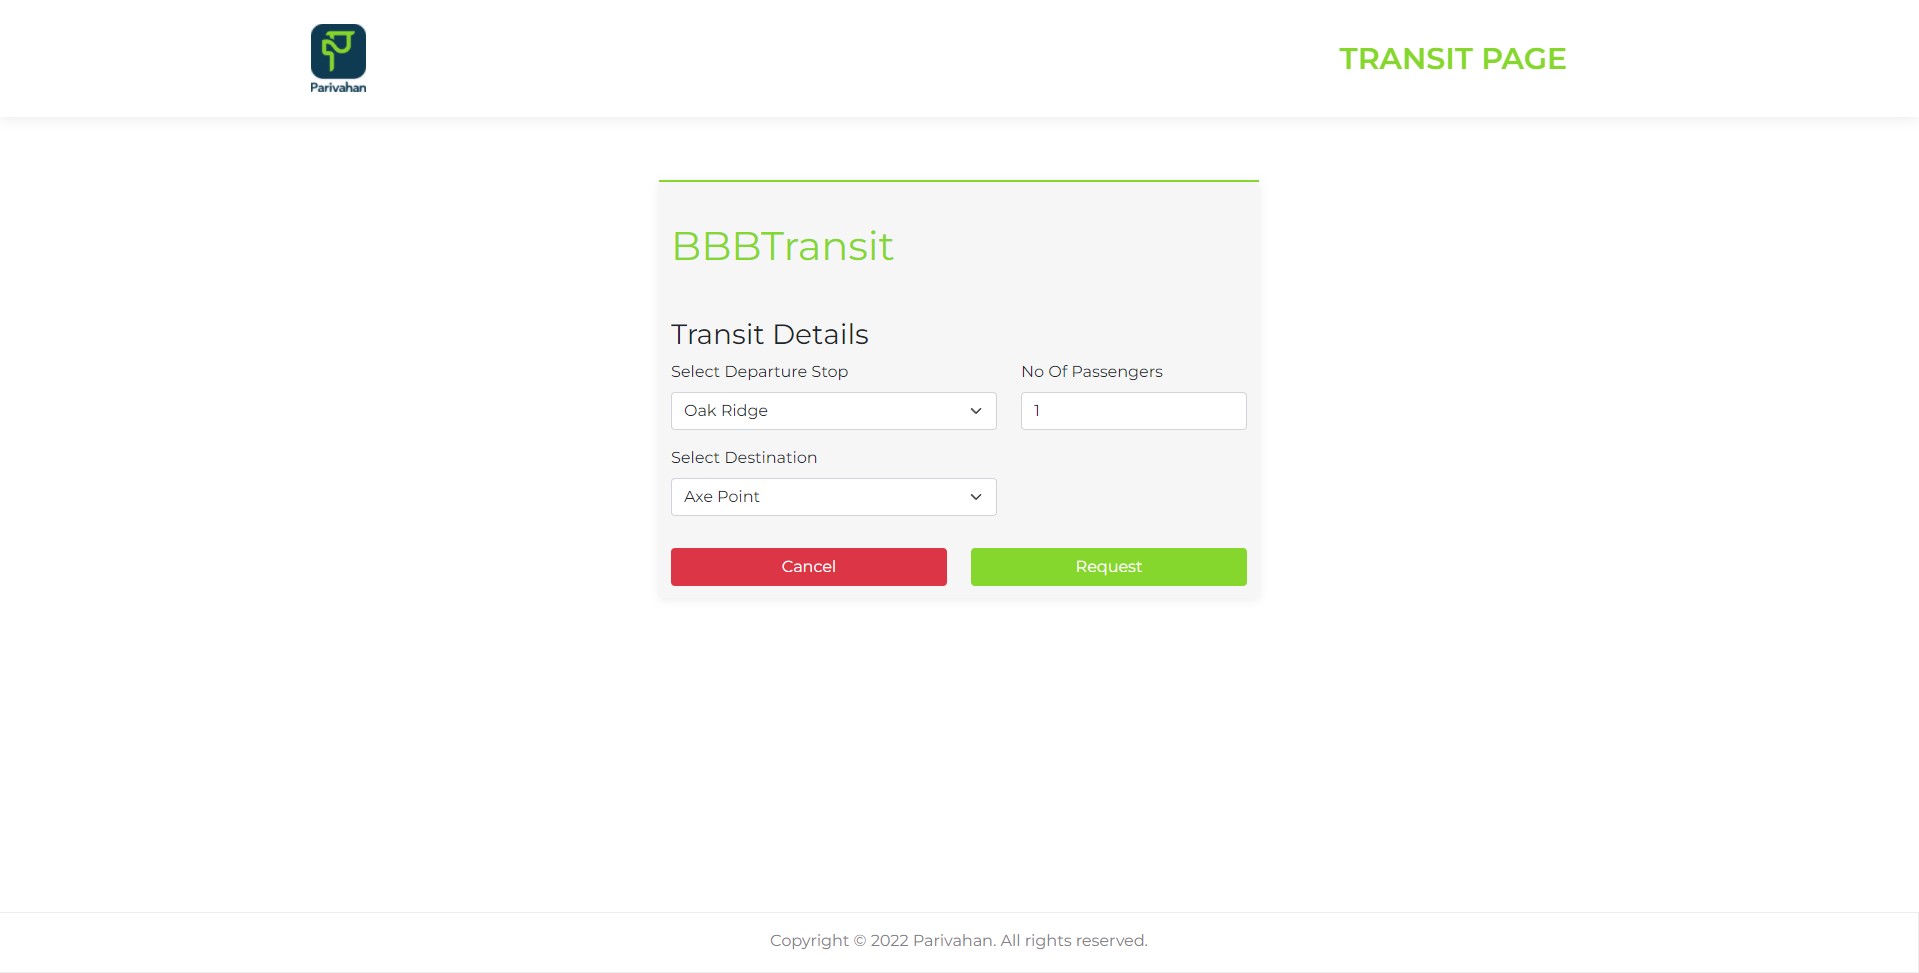 Parivahan
TRANSIT PAGE
BBBTransit
Transit Details
Select Departure Stop
No Of Passengers
Oak Ridge
1
Select Destination
Axe Point
Cancel
Request
Copyright © 2022 Parivahan. All rights reserved.